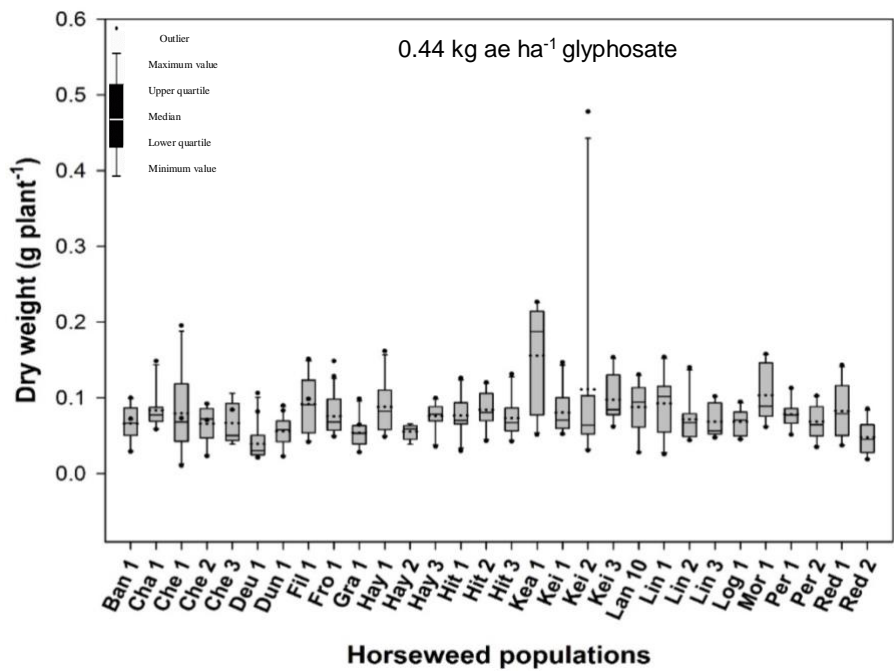 0.44 kg ae ha-1 glyphosate
Outlier
Maximum value
Upper quartile
Median
Lower quartile
Minimum value
Dry weight (g plant-1)
0.6
0.5
0.4
0.3
0.2
0.1
0.0
Ban 1
Cha 1
Che 1
Che 2
Che 3
Deu 1
Dun 1
Fil 1
Fro 1
Gra 1
Hay 1
Hay 2
Hay 3
Hit 1
Hit 2
Hit 3
Kea 1
Kei 1
Kei 2
Kei 3
Lan 10
Lin 1
Lin 2
Lin 3
Log 1
Mor 1
Per 1
Per 2
Red 1
Red 2
Horseweed populations